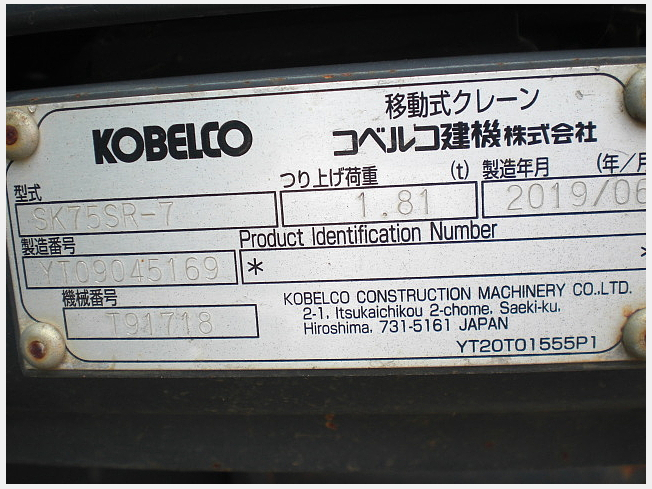 移動式クレーン
KOBELCO コベルコ建機株式会社
型式 つり上げ荷重 (t) 製造年月 (年/月
SK75SR-7 1.81 2019/06
製造番号 Product Identification Number
YT09045169 * *
機械番号 KOBELCO CONSTRUCTION MACHINERY CO.,LTD.
T91718 2-1, Itsukaichikou 2-chome, Saeki-ku,
Hiroshima. 731-5161 JAPAN
YT20T01555P1